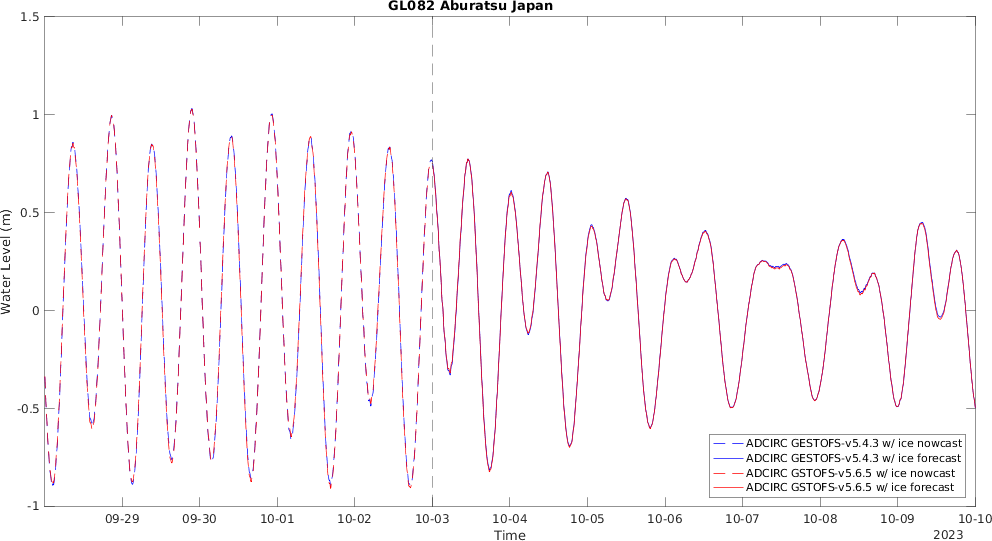 GL082 Aburatsu Japan
1.5
1
0.5
0
-0.5
-1
Water Level (m)
09-29 09-30 10-01 10-02 10-03 10-04 10-05 10-06 10-07 10-08 10-09 10-10
Time
2023
ADCIRC GESTOFS-v5.4.3 w/ ice nowcast
ADCIRC GESTOFS-v5.4.3 w/ ice forecast
ADCIRC GSTOFS-v5.6.5 w/ ice nowcast
ADCIRC GSTOFS-v5.6.5 w/ ice forecast